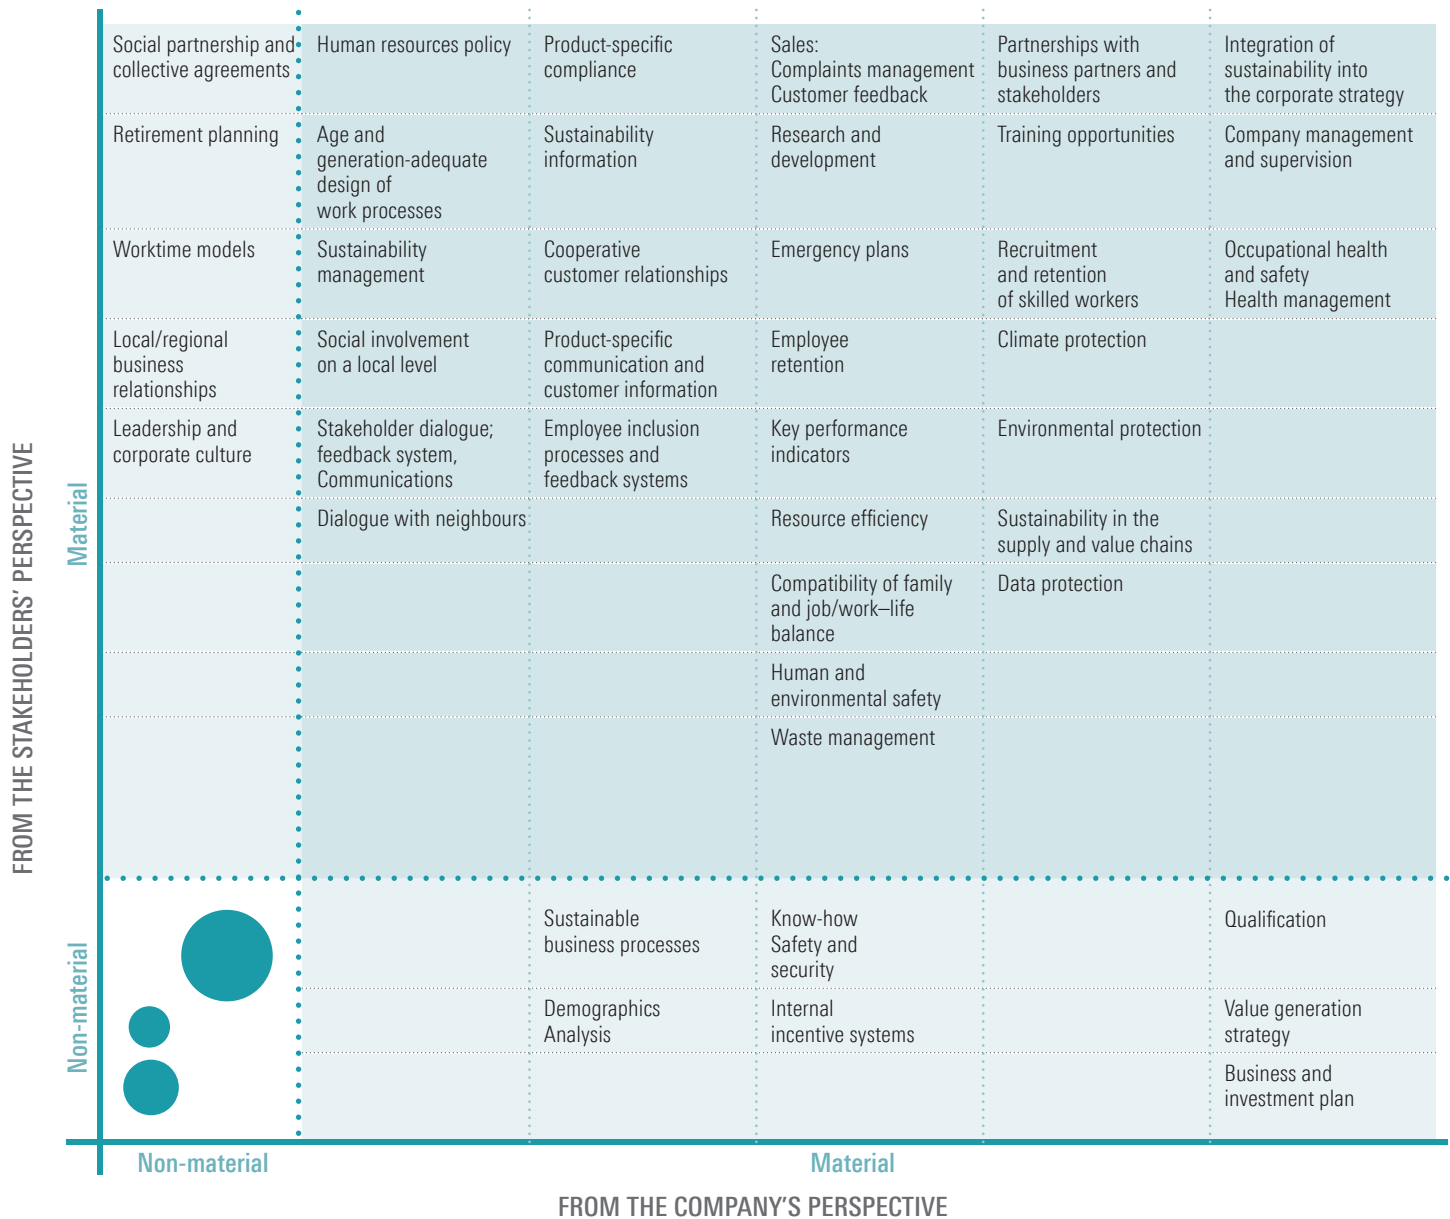 Social partnership and
collective agreements
Human resources policy
Product-specific
compliance
Sales:
Complaints management
Customer feedback
Partnerships with
business partners and
stakeholders
Integration of
sustainability into
the corporate strategy
Retirement planning
Age and
generation-adequate
design of
work processes
Sustainability
information
Research and
development
Training opportunities
Company management
and supervision
Worktime models
Sustainability
management
Cooperative
customer relationships
Emergency plans
Recruitment
and retention
of skilled workers
Occupational health
and safety
Health management
Local/regional
business
relationships
Social involvement
on a local level
Product-specific
communication and
customer information
Employee
retention
Climate protection
Leadership and
corporate culture
Stakeholder dialogue;
feedback system,
Communications
Employee inclusion
processes and
feedback systems
Key performance
indicators
Environmental protection
Dialogue with neighbours
Resource efficiency
Sustainability in the
supply and value chains
Compatibility of family
and job/work–life
balance
Data protection
Human and
environmental safety
Waste management
Sustainable
business processes
Know-how
Safety and
security
Qualification
Demographics
Analysis
Internal
incentive systems
Value generation
strategy
Business and
investment plan
FROM THE STAKEHOLDERS' PERSPECTIVE
Material
Non-material
Non-material
Material
FROM THE COMPANY'S PERSPECTIVE